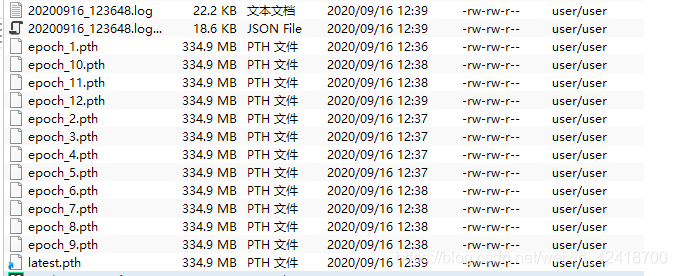 20200916_123648.log 22.2 KB 文本文档 2020/09/16 12:39 -rw-rw-r-- user/user
20200916_123648.log... 18.6 KB JSON File 2020/09/16 12:39 -rw-rw-r-- user/user
epoch_1.pth 334.9 MB PTH 文件 2020/09/16 12:36 -rw-rw-r-- user/user
epoch_10.pth 334.9 MB PTH 文件 2020/09/16 12:38 -rw-rw-r-- user/user
epoch_11.pth 334.9 MB PTH 文件 2020/09/16 12:38 -rw-rw-r-- user/user
epoch_12.pth 334.9 MB PTH 文件 2020/09/16 12:39 -rw-rw-r-- user/user
epoch_2.pth 334.9 MB PTH 文件 2020/09/16 12:37 -rw-rw-r-- user/user
epoch_3.pth 334.9 MB PTH 文件 2020/09/16 12:37 -rw-rw-r-- user/user
epoch_4.pth 334.9 MB PTH 文件 2020/09/16 12:37 -rw-rw-r-- user/user
epoch_5.pth 334.9 MB PTH 文件 2020/09/16 12:37 -rw-rw-r-- user/user
epoch_6.pth 334.9 MB PTH 文件 2020/09/16 12:38 -rw-rw-r-- user/user
epoch_7.pth 334.9 MB PTH 文件 2020/09/16 12:38 -rw-rw-r-- user/user
epoch_8.pth 334.9 MB PTH 文件 2020/09/16 12:38 -rw-rw-r-- user/user
epoch_9.pth 334.9 MB PTH 文件 2020/09/16 12:38 -rw-rw-r-- user/user
latest.pth 334.9 MB PTH 文件 2020/09/16 12:39 -rw-rw-r-- user/user